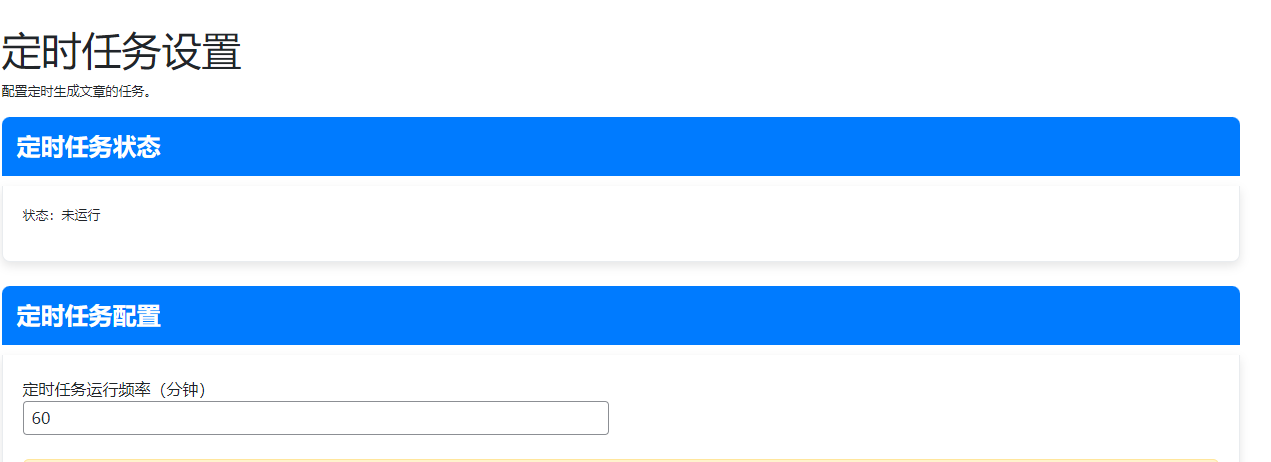 定时任务设置
配置定时生成文章的任务。
定时任务状态
状态：未运行
定时任务配置
定时任务运行频率（分钟）
60